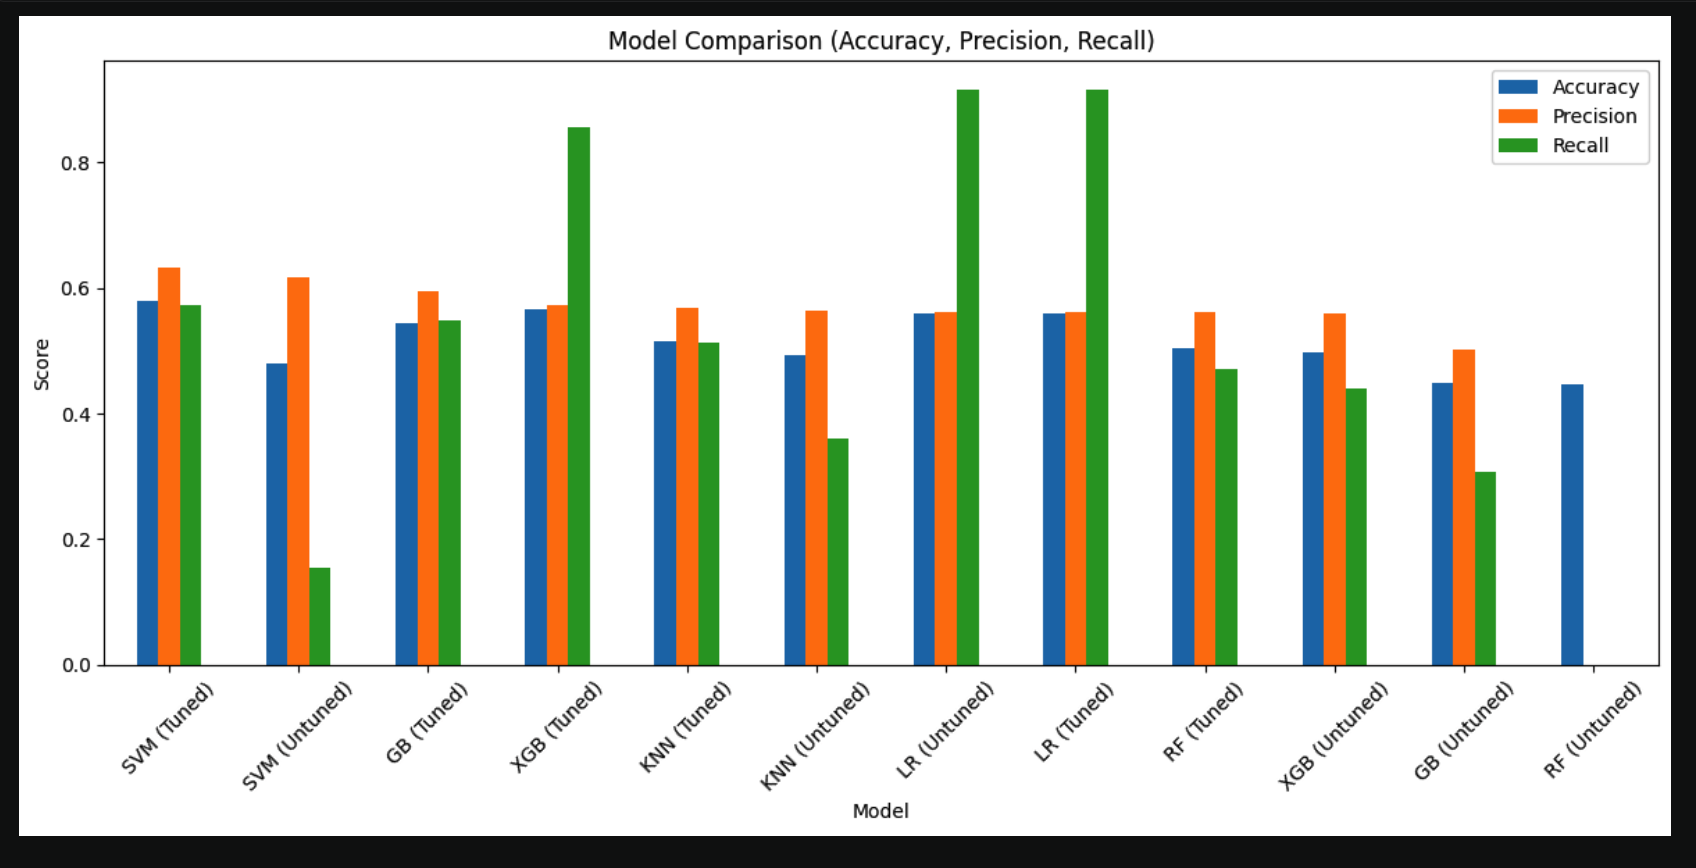 Model Comparison (Accuracy, Precision, Recall)
Accuracy
Precision
Recall
Score
0.8
0.6
0.4
0.2
0.0
SVM (Tuned)
SVM (Untuned)
GB (Tuned)
XGB (Tuned)
KNN (Tuned)
KNN (Untuned)
LR (Untuned)
LR (Tuned)
RF (Tuned)
XGB (Untuned)
GB (Untuned)
RF (Untuned)
Model